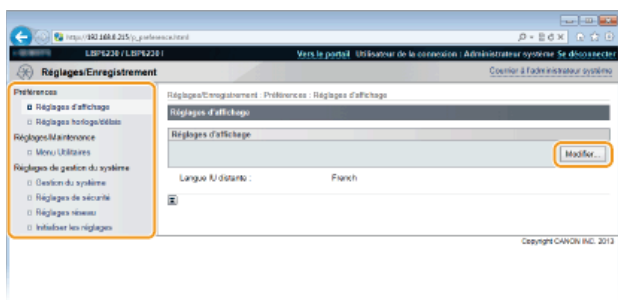 http://192.168.6.215/p_preference.html
LBP6230 / LBP6230 :
Vers le portail Utilisateur de la connexion : Administrateur système Se déconnecter
Réglages/Enregistrement
Courrier à l'administrateur système
Préférences
Réglages d'affichage
Réglages horloge/délais
Réglages/Maintenance
Menu Utilitaires
Réglages de gestion du système
Gestion du système
Réglages de sécurité
Réglages réseau
Initialiser les réglages
Réglages/Enregistrement : Préférences : Réglages d'affichage
Réglages d'affichage
Réglages d'affichage
Modifier...
Langue IU distante :
French
Copyright CANON INC. 2013